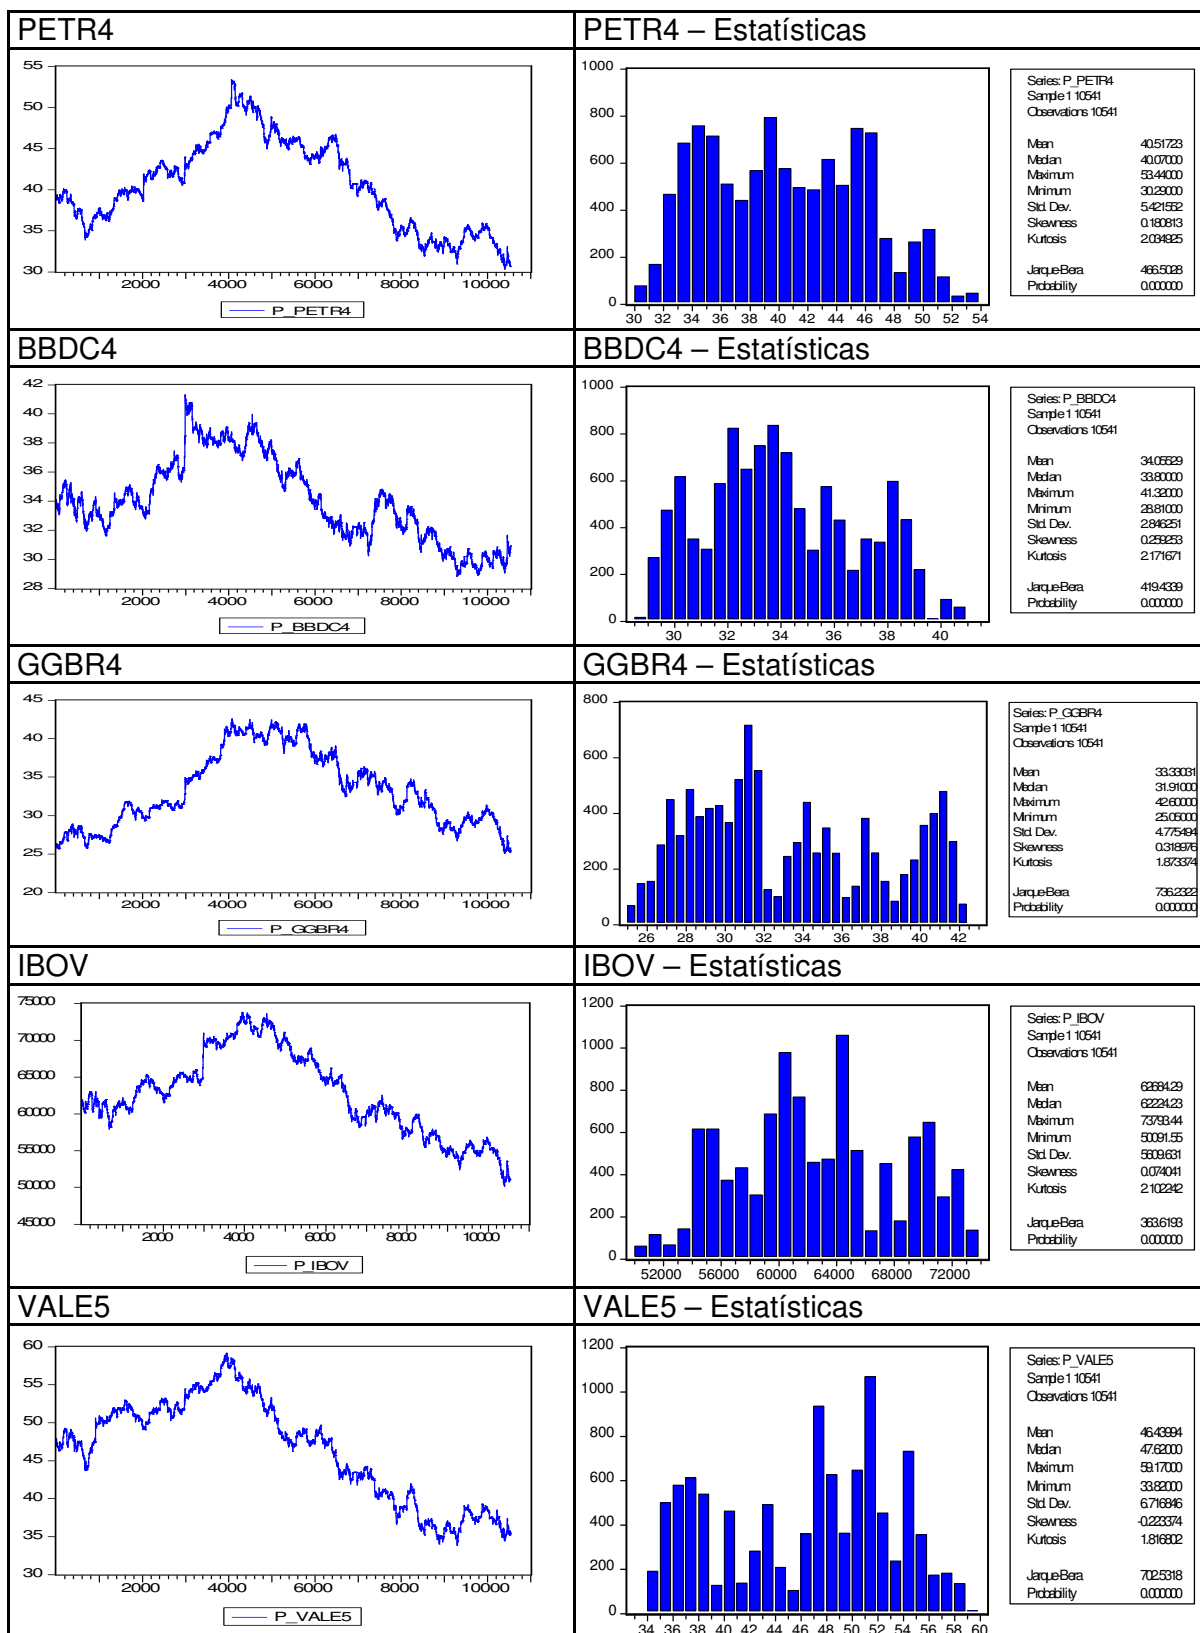 PETR4
PETR4 – Estatísticas
55
50
45
40
35
30
2000 4000 6000 8000 10000
P_PETR4
1000
800
600
400
200
0
30 32 34 36 38 40 42 44 46 48 50 52 54
Series: P_PETR4
Sample 1 10541
Observations 10541
Mean 40.51723
Median 40.07000
Maximum 53.44000
Minimum 30.29000
Std. Dev. 5.421562
Skewness 0.180813
Kurtosis 2.034925
Jarque-Bera 466.5028
Probability 0.000000
BBDC4
BBDC4 – Estatísticas
42
40
38
36
34
32
30
28
2000 4000 6000 8000 10000
P_BBDC4
1000
800
600
400
200
0
30 32 34 36 38 40
Series: P_BBDC4
Sample 1 10541
Observations 10541
Mean 34.05529
Median 33.80000
Maximum 41.32000
Minimum 28.81000
Std. Dev. 2.846251
Skewness 0.259253
Kurtosis 2.171671
Jarque-Bera 419.4339
Probability 0.000000
GGBR4
GGBR4 – Estatísticas
45
40
35
30
25
20
2000 4000 6000 8000 10000
P_GGBR4
800
600
400
200
0
26 28 30 32 34 36 38 40 42
Series: P_GGBR4
Sample 1 10541
Observations 10541
Mean 33.33031
Median 31.91000
Maximum 42.60000
Minimum 25.05000
Std. Dev. 4.775494
Skewness 0.318976
Kurtosis 1.873374
Jarque-Bera 736.2322
Probability 0.000000
IBOV
IBOV – Estatísticas
75000
70000
65000
60000
55000
50000
45000
2000 4000 6000 8000 10000
P_IBOV
1200
1000
800
600
400
200
0
52000 56000 60000 64000 68000 72000
Series: P_IBOV
Sample 1 10541
Observations 10541
Mean 62684.29
Median 62224.23
Maximum 73793.44
Minimum 50091.55
Std. Dev. 5609.631
Skewness 0.074041
Kurtosis 2.102242
Jarque-Bera 363.6193
Probability 0.000000
VALE5
VALE5 – Estatísticas
60
55
50
45
40
35
30
2000 4000 6000 8000 10000
P_VALE5
1200
1000
800
600
400
200
0
34 36 38 40 42 44 46 48 50 52 54 56 58 60
Series: P_VALE5
Sample 1 10541
Observations 10541
Mean 46.43994
Median 47.62000
Maximum 59.17000
Minimum 33.82000
Std. Dev. 6.716846
Skewness -0.223374
Kurtosis 1.816802
Jarque-Bera 702.5318
Probability 0.000000